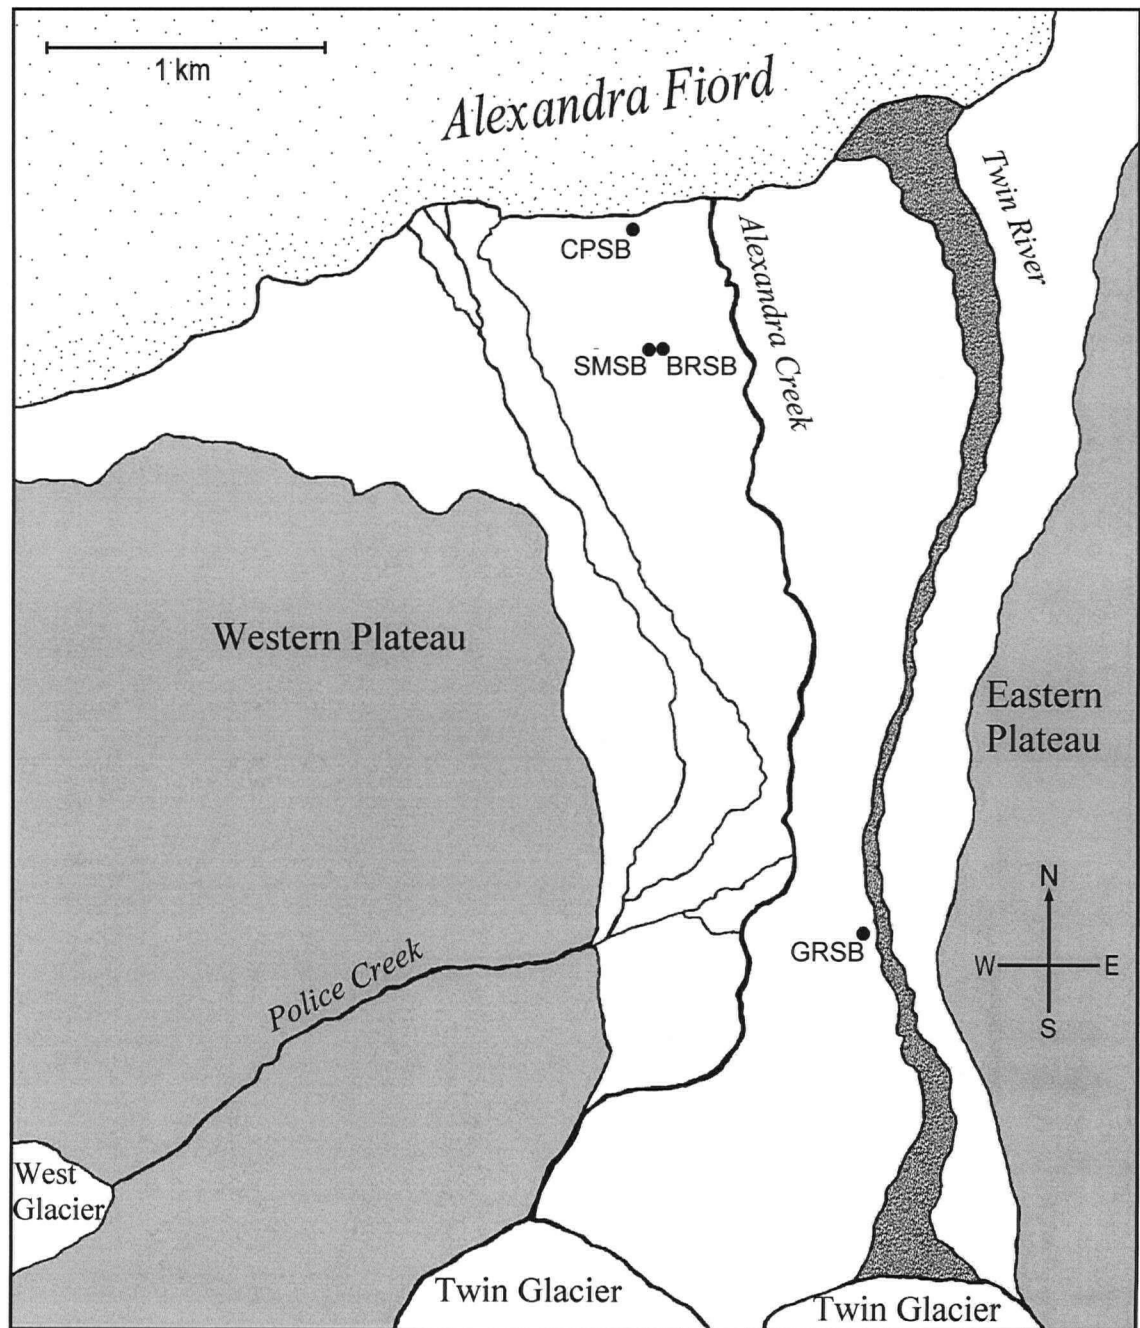 1 km
Alexandra Fiord
Twin River
CPSB
Alexandra Creek
SMSB BRSB
Western Plateau
Eastern
Plateau
N
W E
S
GRSB
Police Creek
West
Glacier
Twin Glacier
Twin Glacier